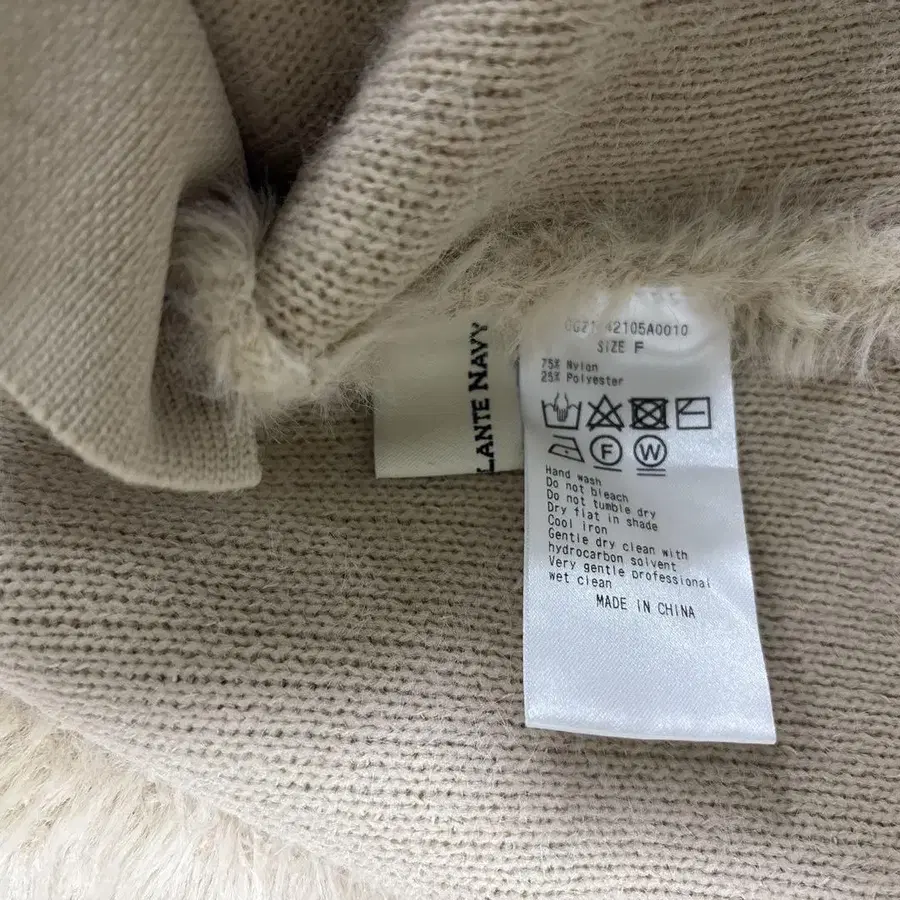 LANTE NAVY
42105A0010
SIZE F
75% Nylon
25% Polyester
F W
Hand wash
Do not bleach
Do not tumble dry
Dry flat in shade
Cool iron
Gentle dry clean with
hydrocarbon solvent
Very gentle professional
wet clean
MADE IN CHINA